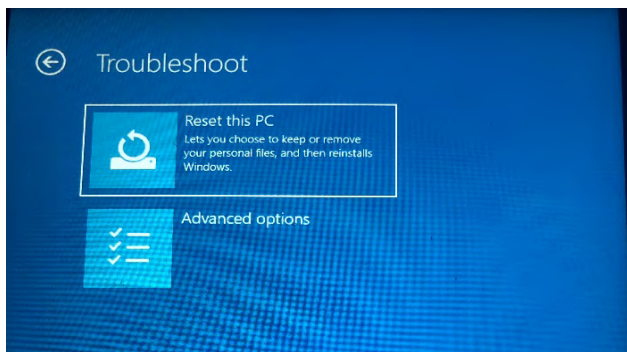 Troubleshoot
Reset this PC
Lets you choose to keep or remove
your personal files, and then reinstalls
Windows.
Advanced options